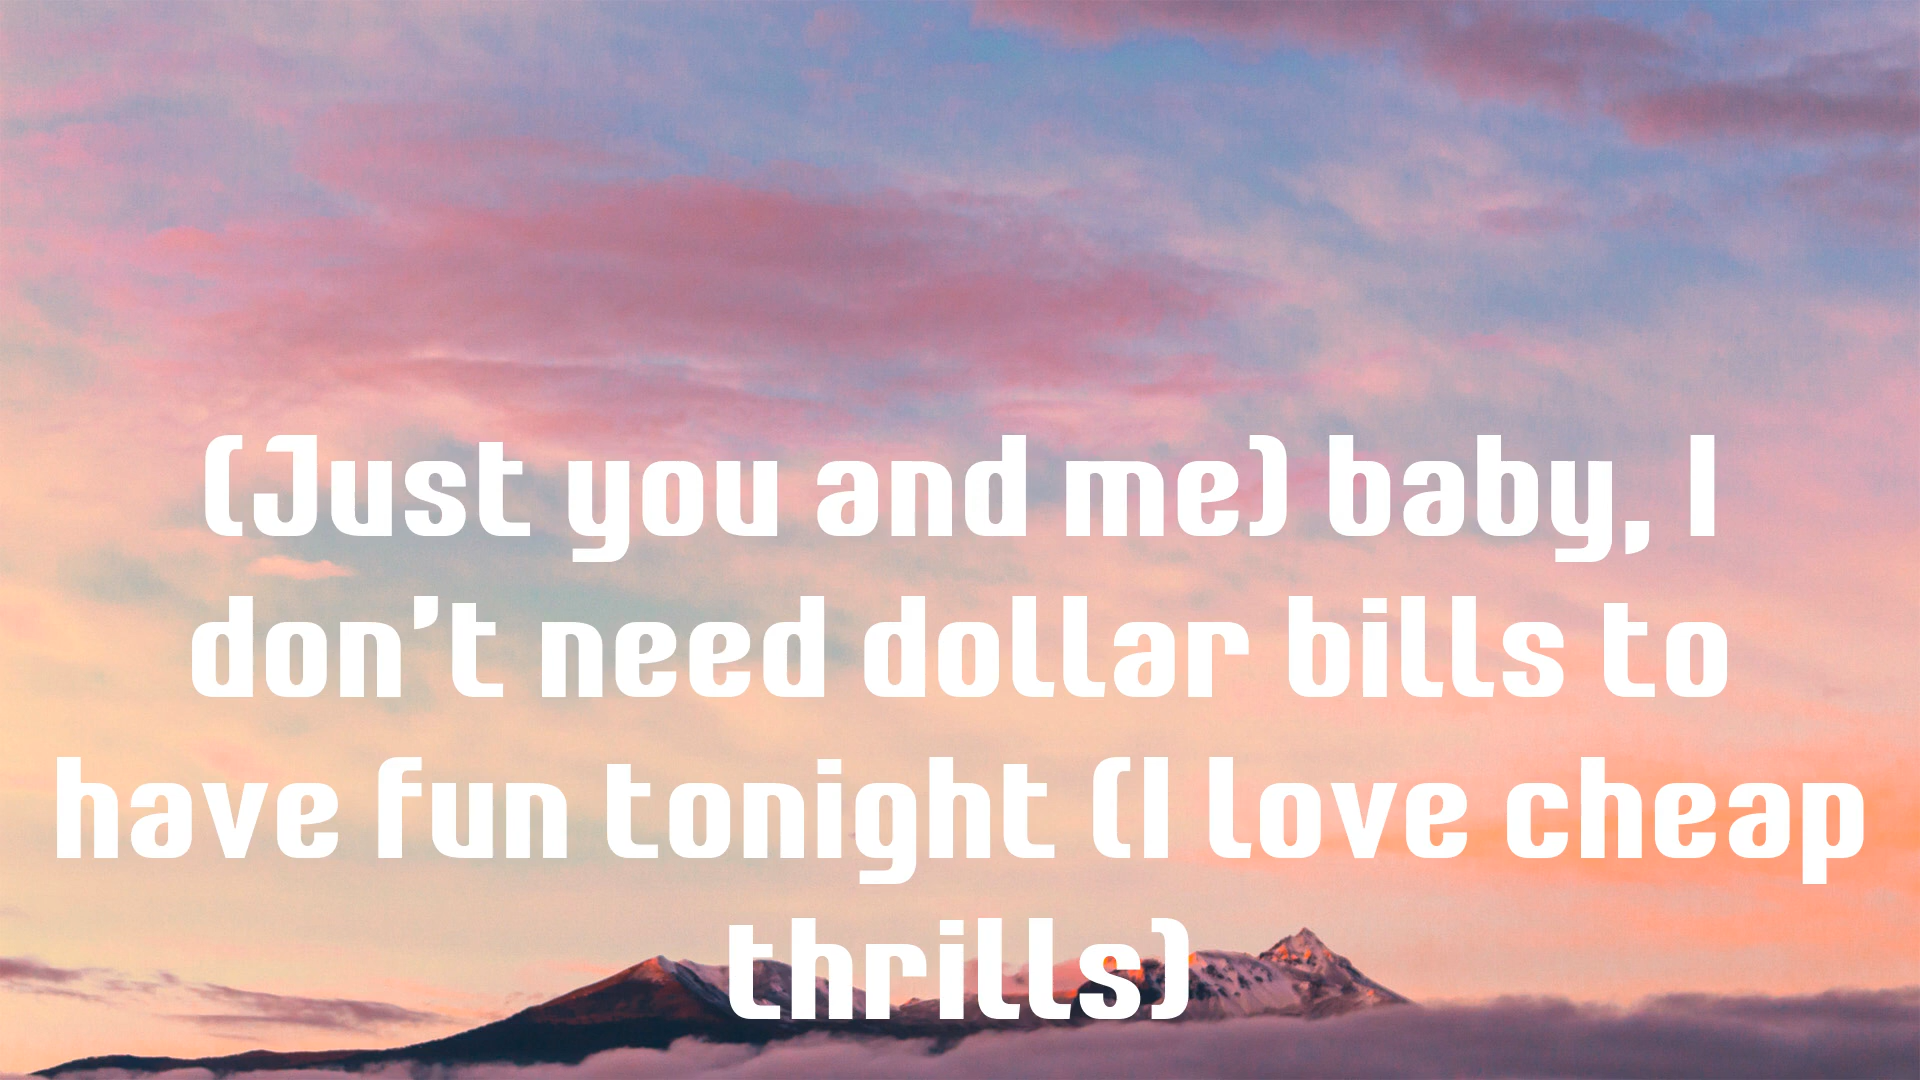 (Just you and me) baby, I
don't need dollar bills to
have fun tonight (I love cheap
thrills)